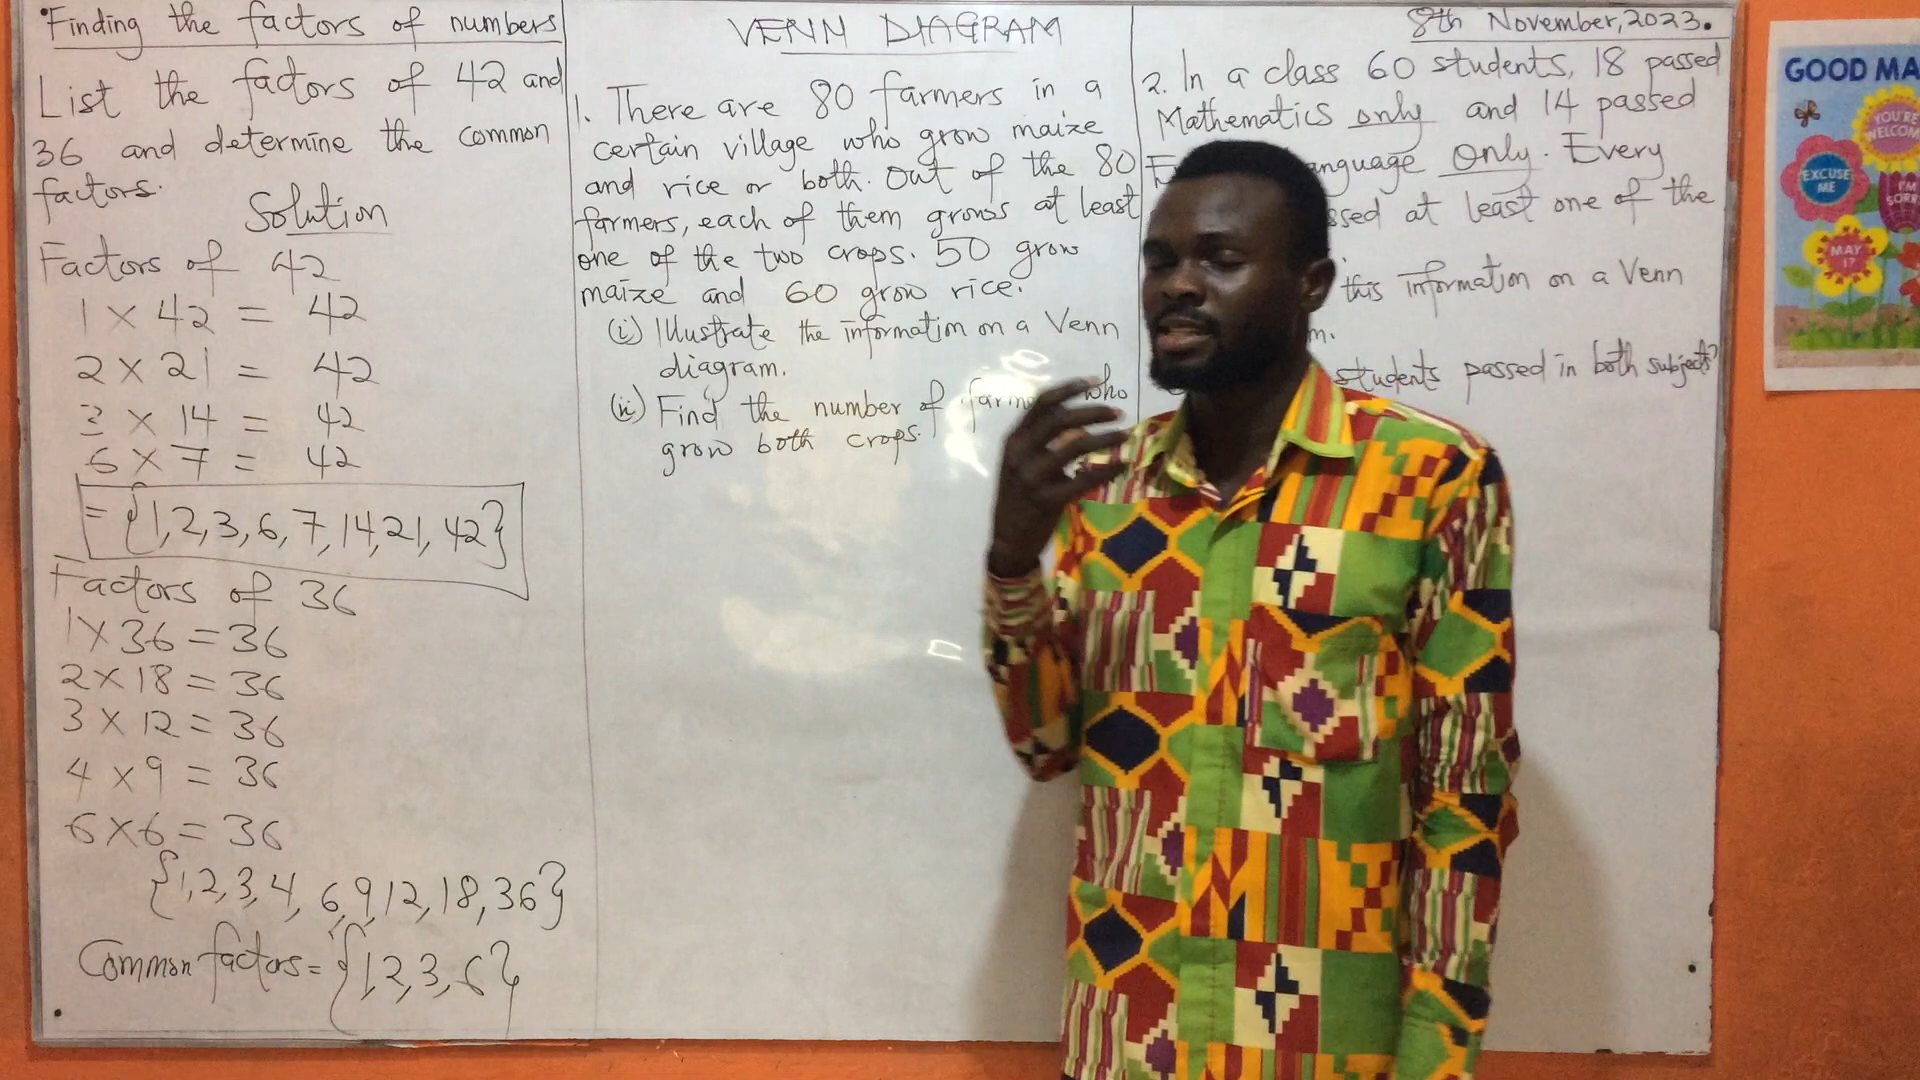 Finding the factors of numbers
List the factors of 42 and
36 and determine the common
factors.
Solution
Factors of 42
1 × 42 = 42
2 × 21 = 42
3 × 14 = 42
6 × 7 = 42
= {1,2,3,6,7,14,21,42}
Factors of 36
1 × 36 = 36
2 × 18 = 36
3 × 12 = 36
4 × 9 = 36
6 × 6 = 36
{1,2,3,4,6,9,12,18,36}
Common factors = {1,2,3,6}
VENN DIAGRAM
1. There are 80 farmers in a
certain village who grow maize
and rice or both. Out of the 80
farmers, each of them grows at least
one of the two crops. 50 grow
maize and 60 grow rice.
(i) Illustrate the information on a Venn
diagram.
(ii) Find the number of who
grow both crops.
8th November, 2023.
2. In a class 60 students, 18 passed
Mathematics only and 14 passed
Only. Every
at least one of the
this information on a Venn
students passed in both subjects?
GOOD MA
YOU'RE
WELCOM
EXCUSE
ME
I'M
SORR
MAY
I?